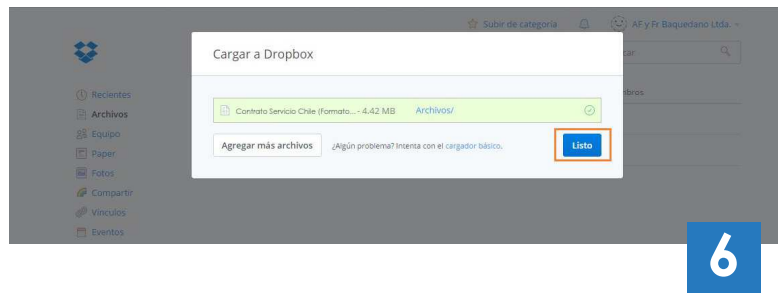 Subir de categoría
AF y Fr Baquedano Ltda.
Cargar a Dropbox
Recientes
Archivos
Equipo
Paper
Fotos
Compartir
Vínculos
Eventos
Contrato Servicio Chile (Formato... - 4.42 MB Archivos/
Agregar más archivos ¿Algún problema? Intenta con el cargador básico. Listo
6